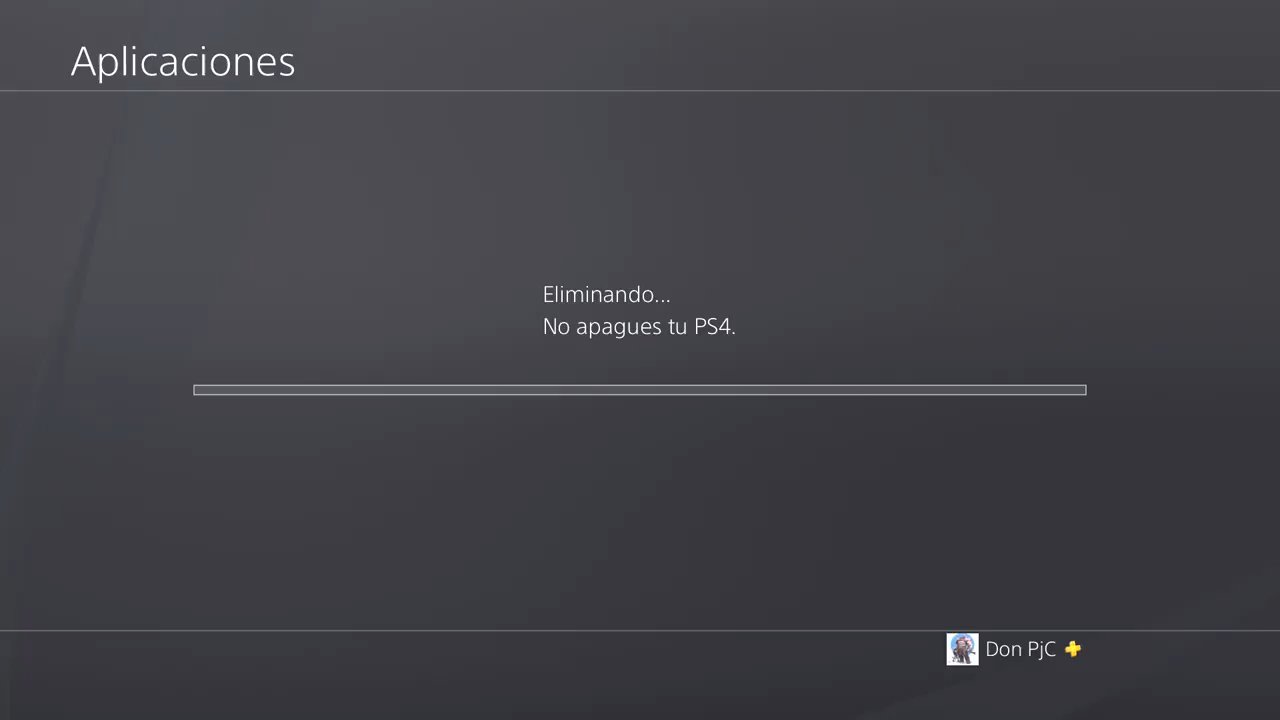 Aplicaciones
Eliminando...
No apagues tu PS4.
Don PjC